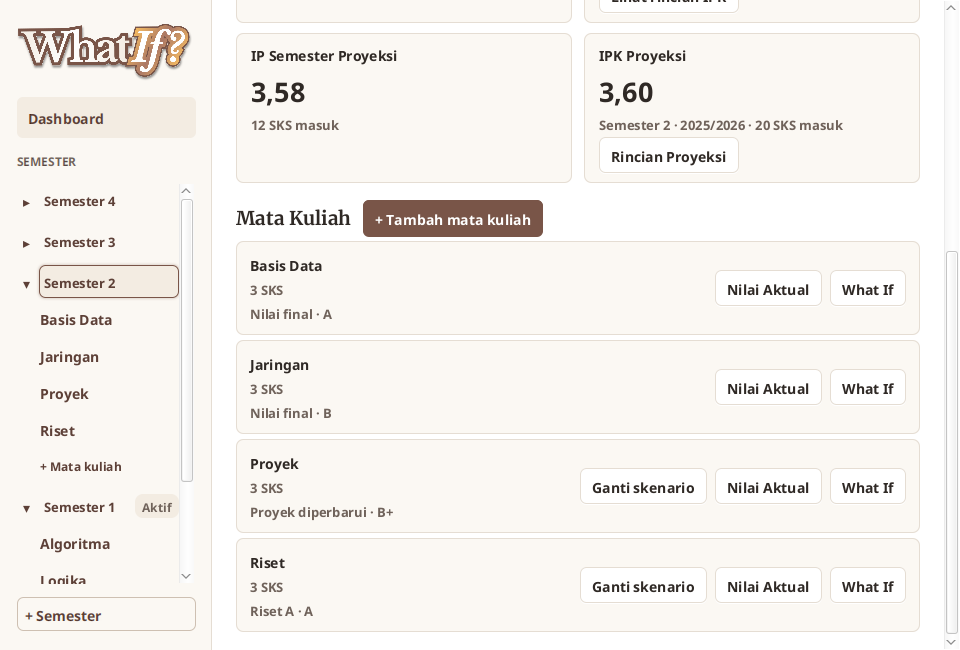 WhatIf?
Dashboard
SEMESTER
▸ Semester 4
▸ Semester 3
▾ Semester 2
Basis Data
Jaringan
Proyek
Riset
+ Mata kuliah
▾ Semester 1 Aktif
Algoritma
Logika
+ Semester
IP Semester Proyeksi
3,58
12 SKS masuk
IPK Proyeksi
3,60
Semester 2 · 2025/2026 · 20 SKS masuk
Rincian Proyeksi
Mata Kuliah + Tambah mata kuliah
Basis Data
3 SKS
Nilai final · A
Nilai Aktual What If
Jaringan
3 SKS
Nilai final · B
Nilai Aktual What If
Proyek
3 SKS
Proyek diperbarui · B+
Ganti skenario Nilai Aktual What If
Riset
3 SKS
Riset A · A
Ganti skenario Nilai Aktual What If